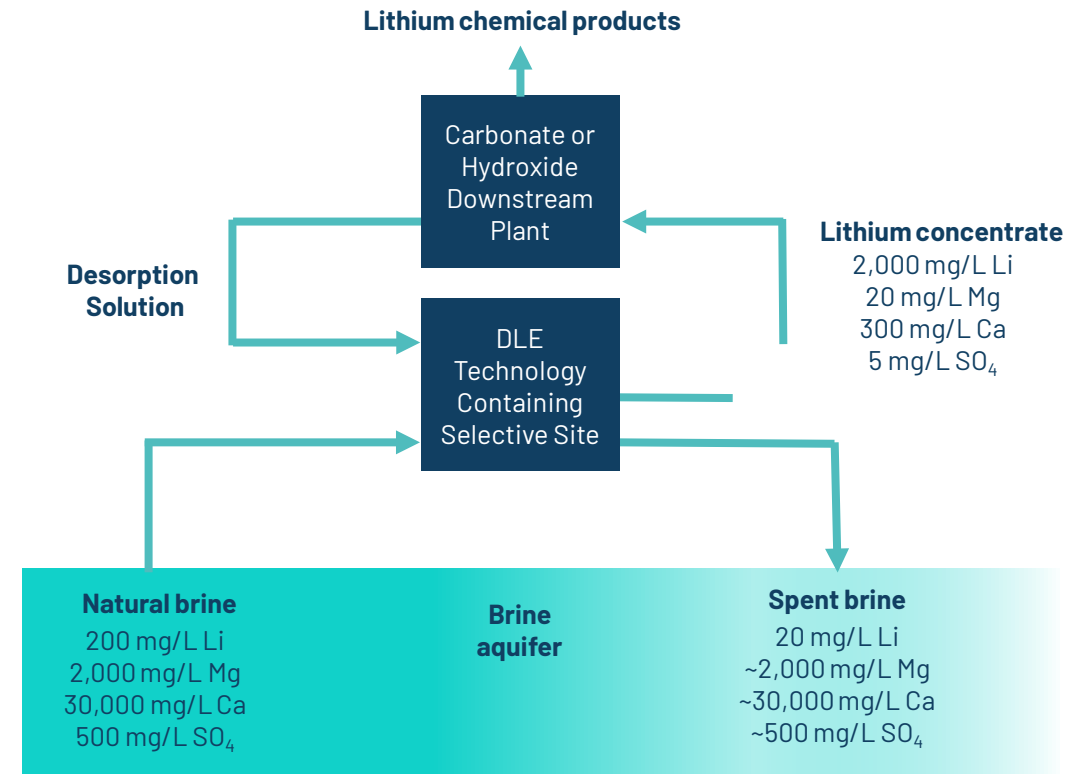 Lithium chemical products
Carbonate or
Hydroxide
Downstream
Plant
Desorption
Solution
Lithium concentrate
2,000 mg/L Li
20 mg/L Mg
300 mg/L Ca
5 mg/L SO₄
DLE
Technology
Containing
Selective Site
Natural brine
200 mg/L Li
2,000 mg/L Mg
30,000 mg/L Ca
500 mg/L SO₄
Brine
aquifer
Spent brine
20 mg/L Li
~2,000 mg/L Mg
~30,000 mg/L Ca
~500 mg/L SO₄